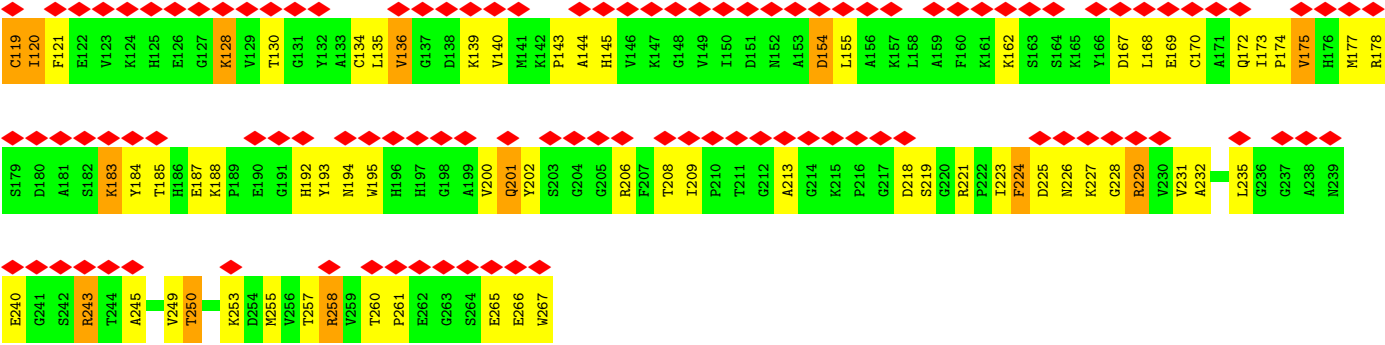 C119 I120 F121 E122 V123 K124 H125 E126 G127 K128 V129 T130 G131 Y132 A133 C134 L135 V136 G137 D138 K139 V140 M141 K142 P143 A144 H145 V146 K147 G148 V149 I150 D151 N152 A153 D154 L155 A156 K157 L158 A159 F160 K161 K162 S163 S164 K165 Y166 D167 L168 E169 C170 A171 Q172 I173 P174 V175 H176 M177 R178
S179 D180 A181 S182 K183 Y184 T185 H186 E187 K188 P189 E190 G191 H192 Y193 N194 W195 H196 H197 G198 A199 V200 Q201 Y202 S203 G204 G205 R206 F207 T208 I209 P210 T211 G212 A213 G214 K215 P216 G217 D218 S219 G220 R221 P222 I223 F224 D225 N226 K227 G228 R229 V230 V231 A232 L235 G236 G237 A238 N239
E240 G241 S242 R243 T244 A245 V249 T250 K253 D254 M255 V256 T257 R258 V259 T260 P261 E262 G263 S264 E265 E266 W267